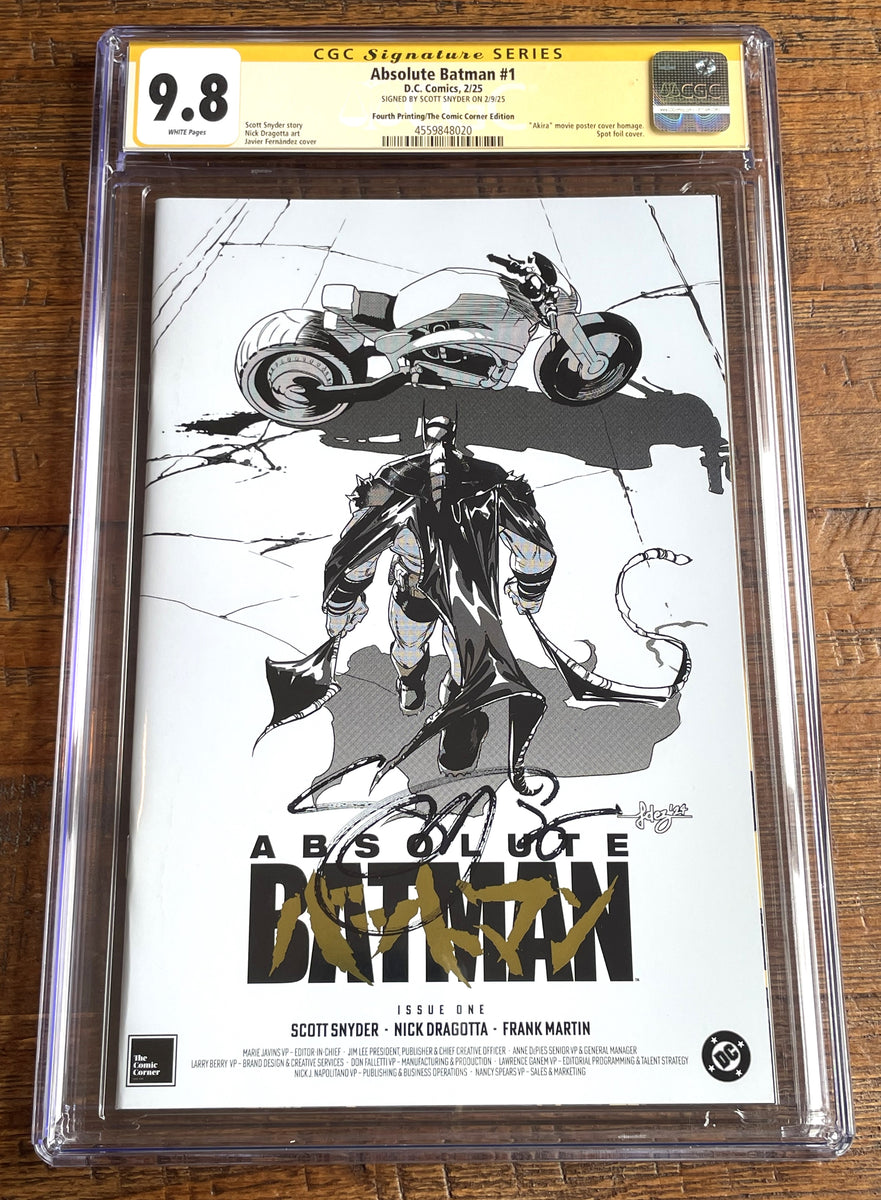 CGC Signature SERIES
9.8
WHITE Pages
Absolute Batman #1
D.C. Comics, 2/25
SIGNED BY SCOTT SNYDER ON 2/9/25
Fourth Printing/The Comic Corner Edition
4559848020
Scott Snyder story
Nick Dragotta art
Javier Fernández cover
"Akira" movie poster cover homage.
Spot foil cover.
CGC
fdez '24
ABSOLUTE
BATMAN
バットマン
ISSUE ONE
SCOTT SNYDER · NICK DRAGOTTA · FRANK MARTIN
MARIE JAVINS VP – EDITOR-IN-CHIEF · JIM LEE PRESIDENT, PUBLISHER & CHIEF CREATIVE OFFICER · ANNE DEPIES SENIOR VP & GENERAL MANAGER
LARRY BERRY VP – BRAND DESIGN & CREATIVE SERVICES · DON FALLETTI VP – MANUFACTURING & PRODUCTION · LAWRENCE GANEM VP – EDITORIAL PROGRAMMING & TALENT STRATEGY
NICK J. NAPOLITANO VP – PUBLISHING & BUSINESS OPERATIONS · NANCY SPEARS VP – SALES & MARKETING
The
Comic
Corner
DC